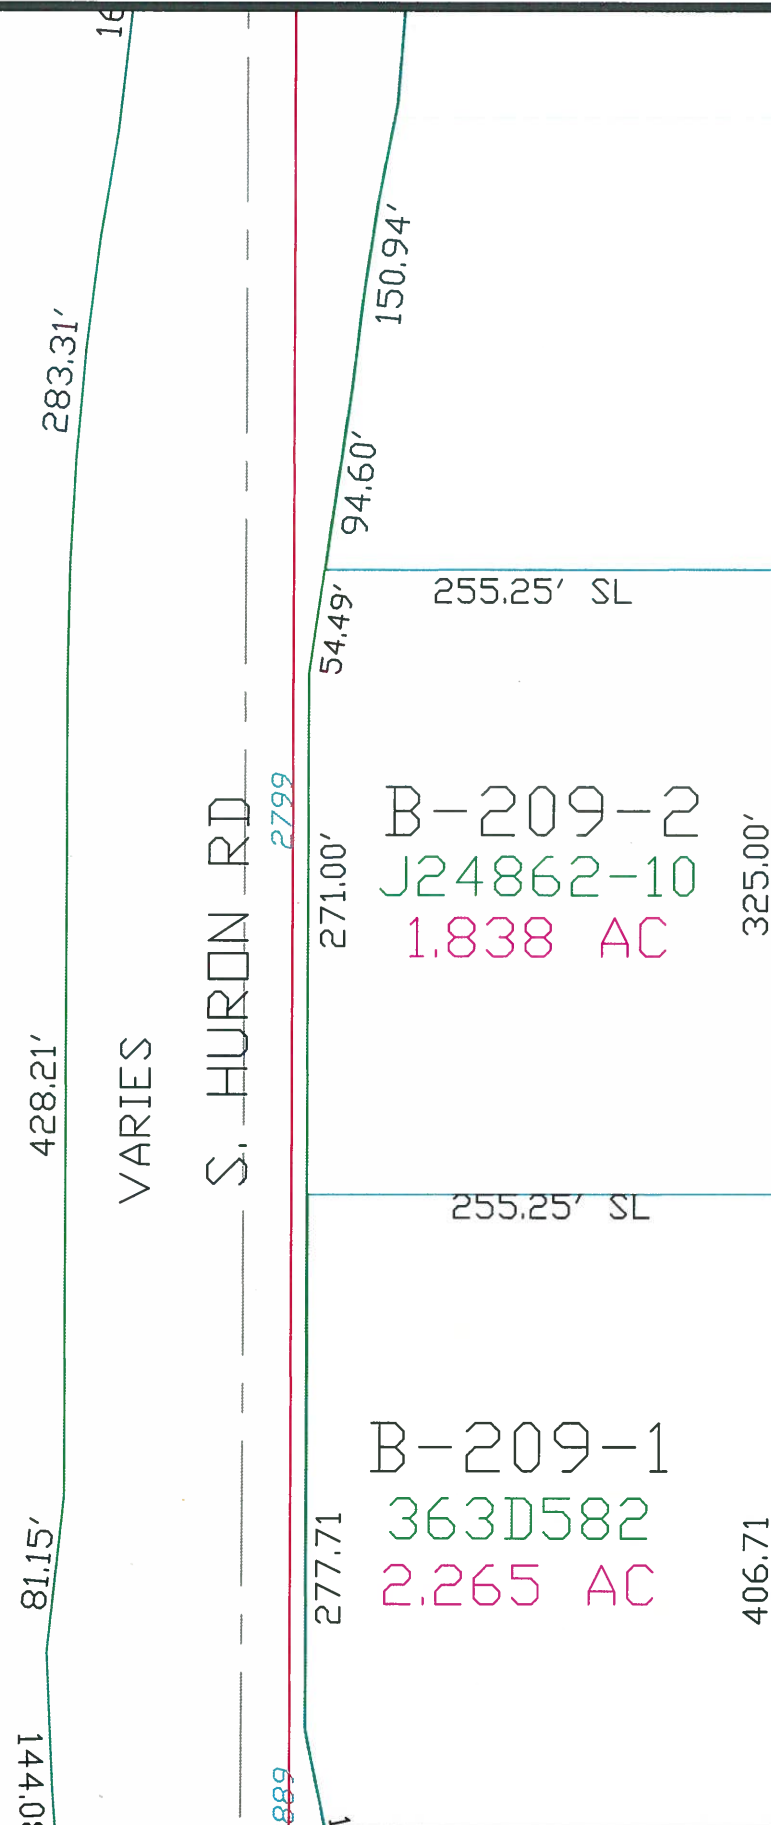 283.31′
150.94′
94.60′
255.25′ SL
54.49′
2799
B-209-2
J24862-10
1.838 AC
271.00′
325.00′
S. HURON RD
VARIES
428.21′
255.25′ SL
B-209-1
363D582
2.265 AC
277.71
406.71
81.15′